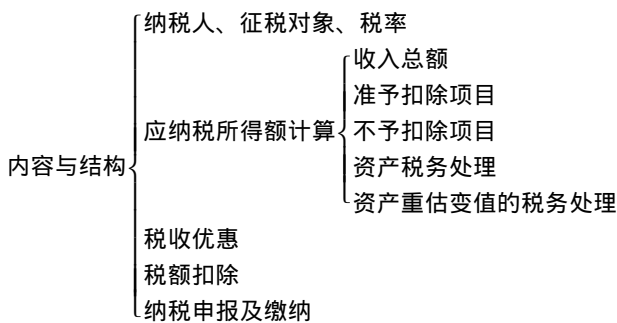 纳税人、征税对象、税率
收入总额
准予扣除项目
应纳税所得额计算
不予扣除项目
内容与结构
资产税务处理
资产重估变值的税务处理
税收优惠
税额扣除
纳税申报及缴纳